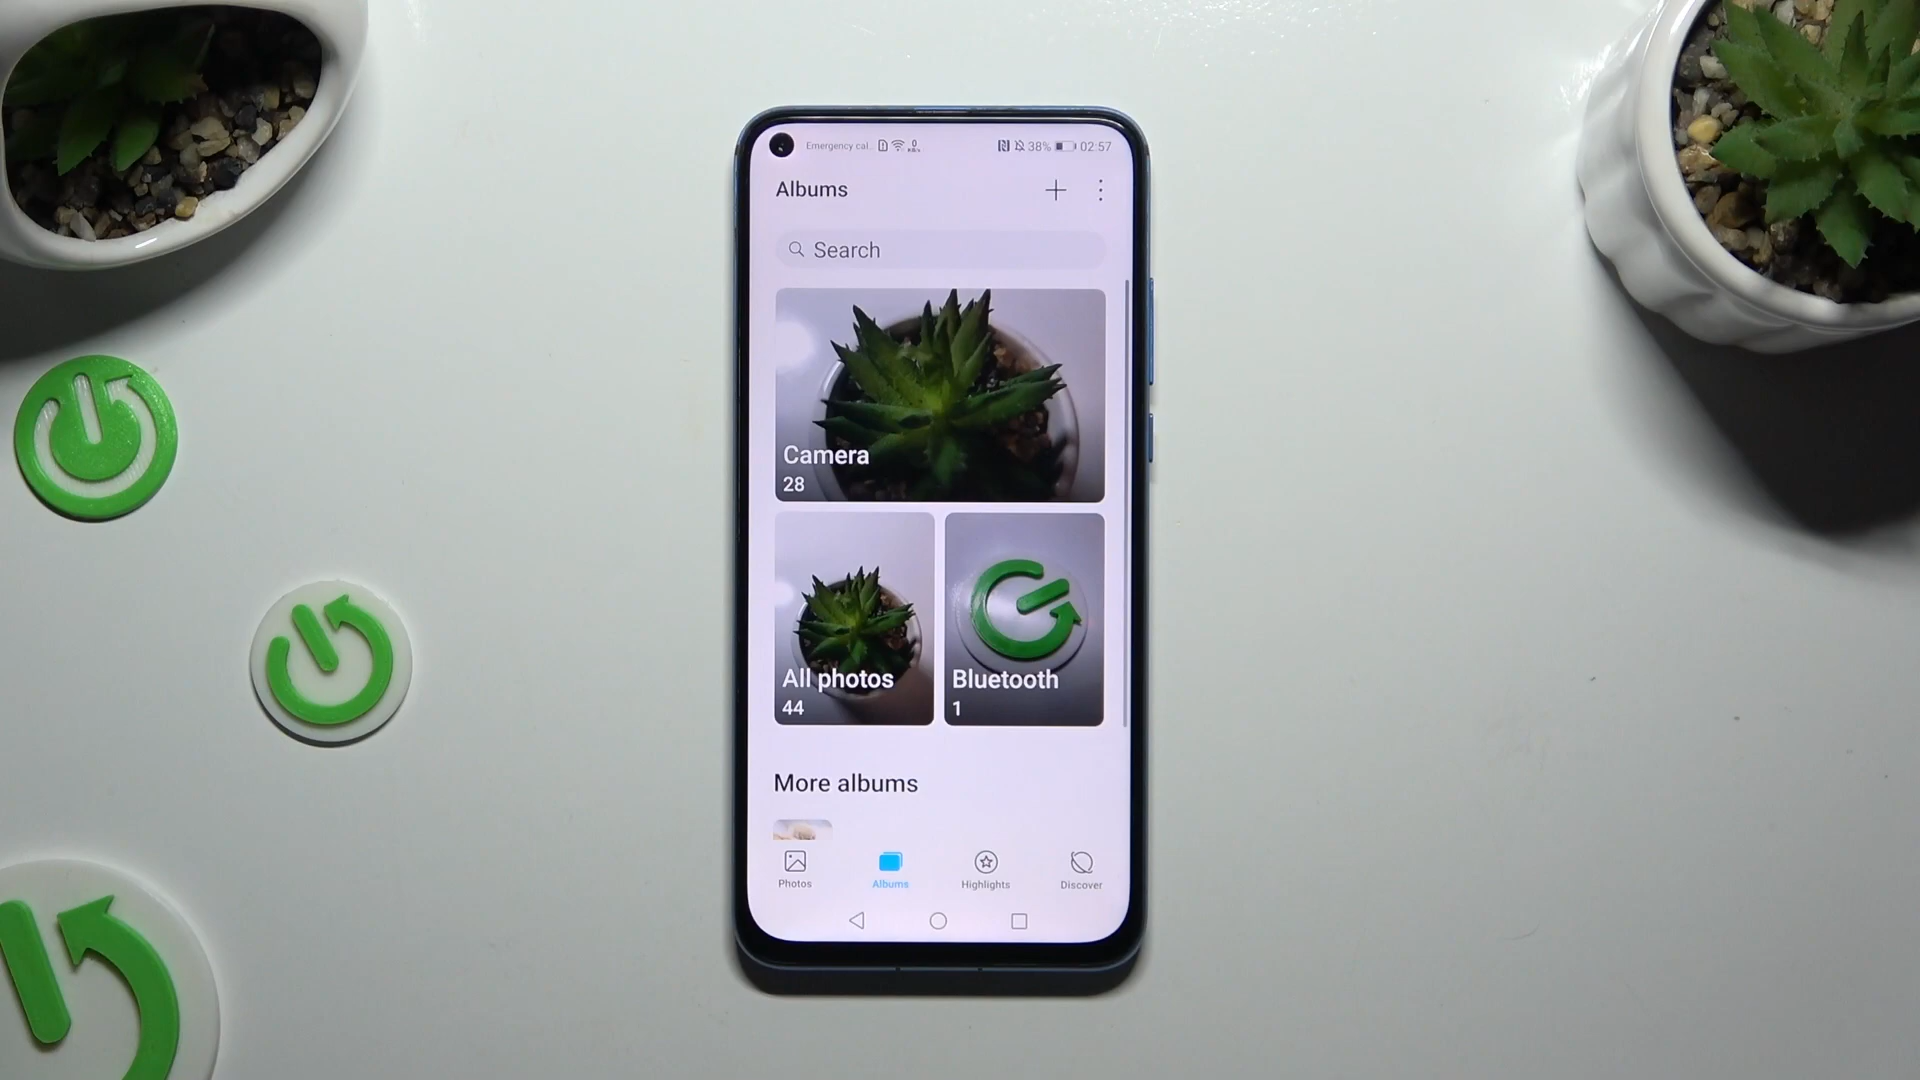 Emergency cal
38% 02:57
Albums
Search
Camera
28
All photos
44
Bluetooth
1
More albums
Photos
Albums
Highlights
Discover